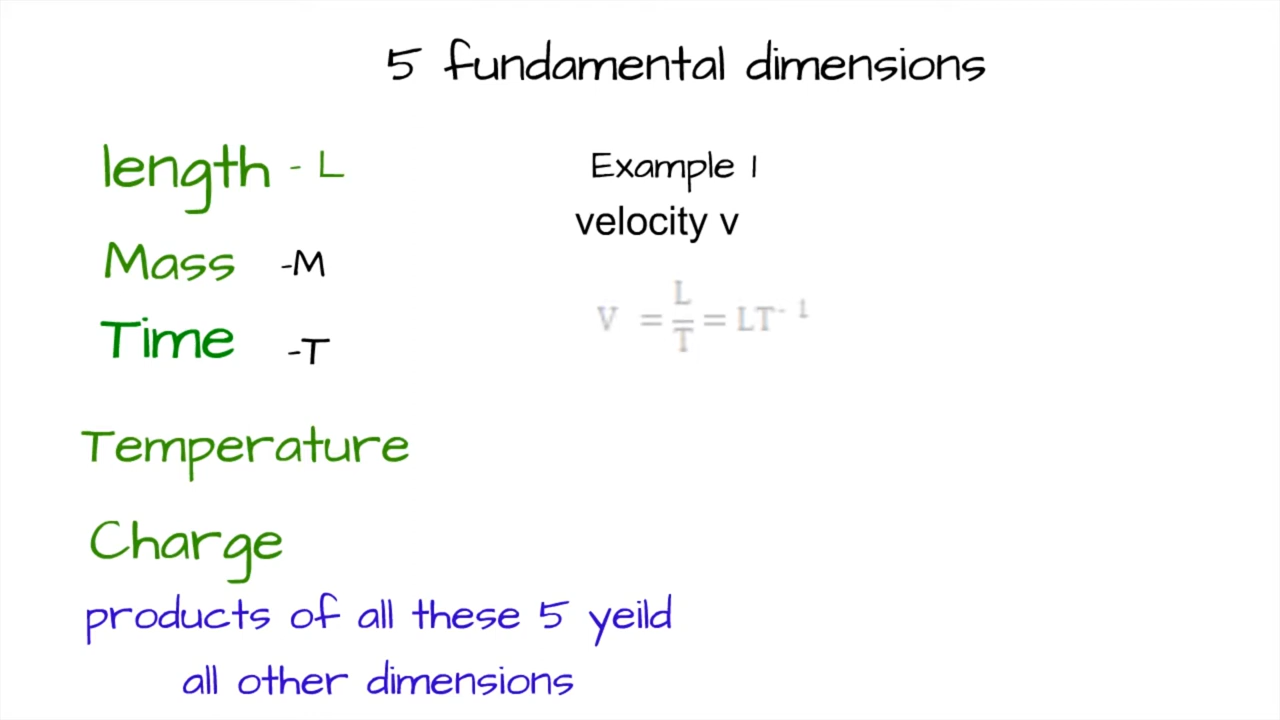 5 fundamental dimensions
length - L
Mass -M
Time -T
Temperature
Charge
products of all these 5 yeild
all other dimensions
Example 1
velocity v
V = L/T = LT⁻ ¹